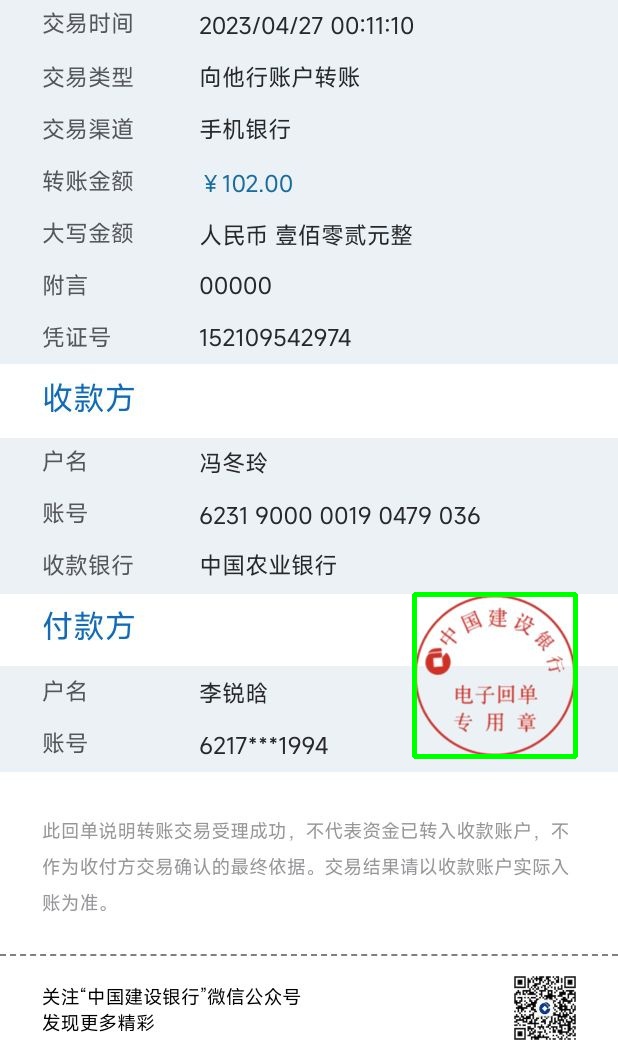 交易时间 2023/04/27 00:11:10
交易类型 向他行账户转账
交易渠道 手机银行
转账金额 ￥102.00
大写金额 人民币 壹佰零贰元整
附言 00000
凭证号 152109542974
收款方
户名 冯冬玲
账号 6231 9000 0019 0479 036
收款银行 中国农业银行
付款方
中国建设银行
电子回单
专用章
户名 李锐晗
账号 6217***1994
此回单说明转账交易受理成功，不代表资金已转入收款账户，不
作为收付方交易确认的最终依据。交易结果请以收款账户实际入
账为准。
关注“中国建设银行”微信公众号
发现更多精彩